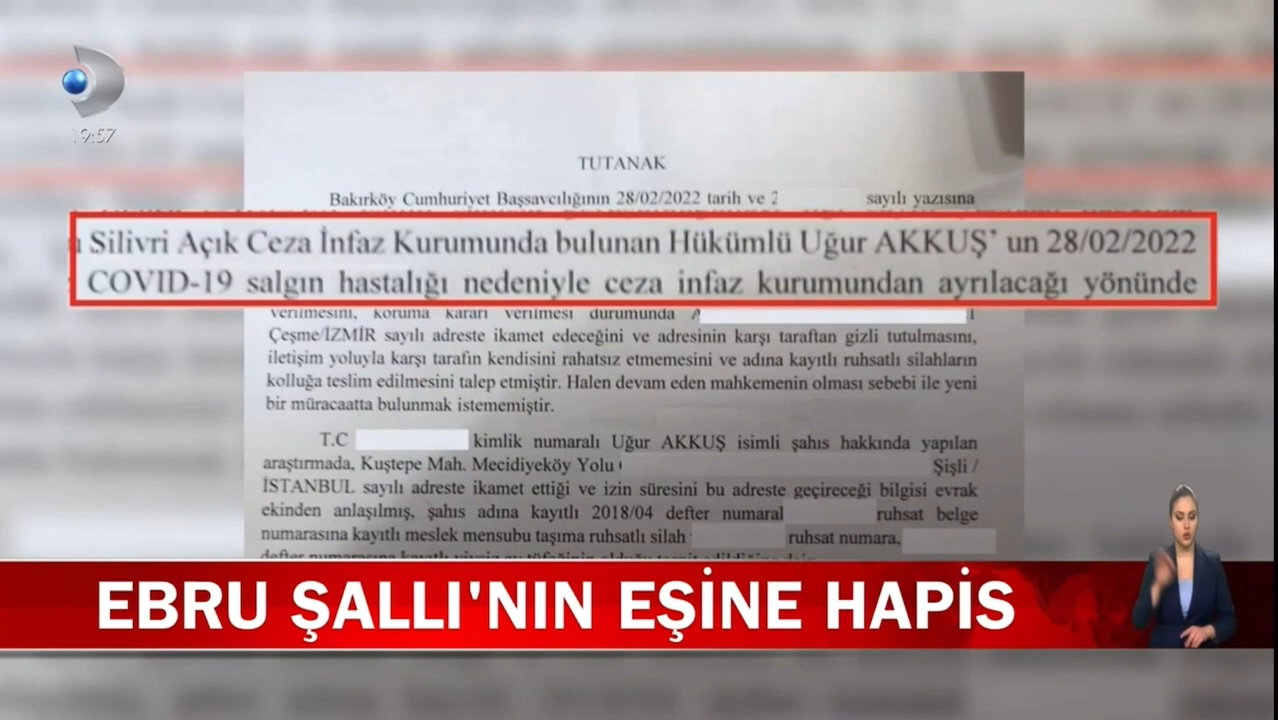 19:57
TUTANAK
Bakırköy Cumhuriyet Başsavcılığının 28/02/2022 tarih ve 2 sayılı yazısına
Silivri Açık Ceza İnfaz Kurumunda bulunan Hükümlü Uğur AKKUŞ' un 28/02/2022
COVID-19 salgın hastalığı nedeniyle ceza infaz kurumundan ayrılacağı yönünde
verilmesini, koruma kararı verilmesi durumunda
Çeşme/İZMİR sayılı adreste ikamet edeceğini ve adresinin karşı taraftan gizli tutulmasını,
iletişim yoluyla karşı tarafın kendisini rahatsız etmemesini ve adına kayıtlı ruhsatlı silahların
kolluğa teslim edilmesini talep etmiştir. Halen devam eden mahkemenin olması sebebi ile yeni
bir müracaatta bulunmak istememiştir.
T.C kimlik numaralı Uğur AKKUŞ isimli şahıs hakkında yapılan
araştırmada, Kuştepe Mah. Mecidiyeköy Yolu Şişli /
İSTANBUL sayılı adreste ikamet ettiği ve izin süresini bu adreste geçireceği bilgisi evrak
ekinden anlaşılmış, şahıs adına kayıtlı 2018/04 defter numaral ruhsat belge
numarasına kayıtlı meslek mensubu taşıma ruhsatlı silah ruhsat numara,
EBRU ŞALLI'NIN EŞİNE HAPİS